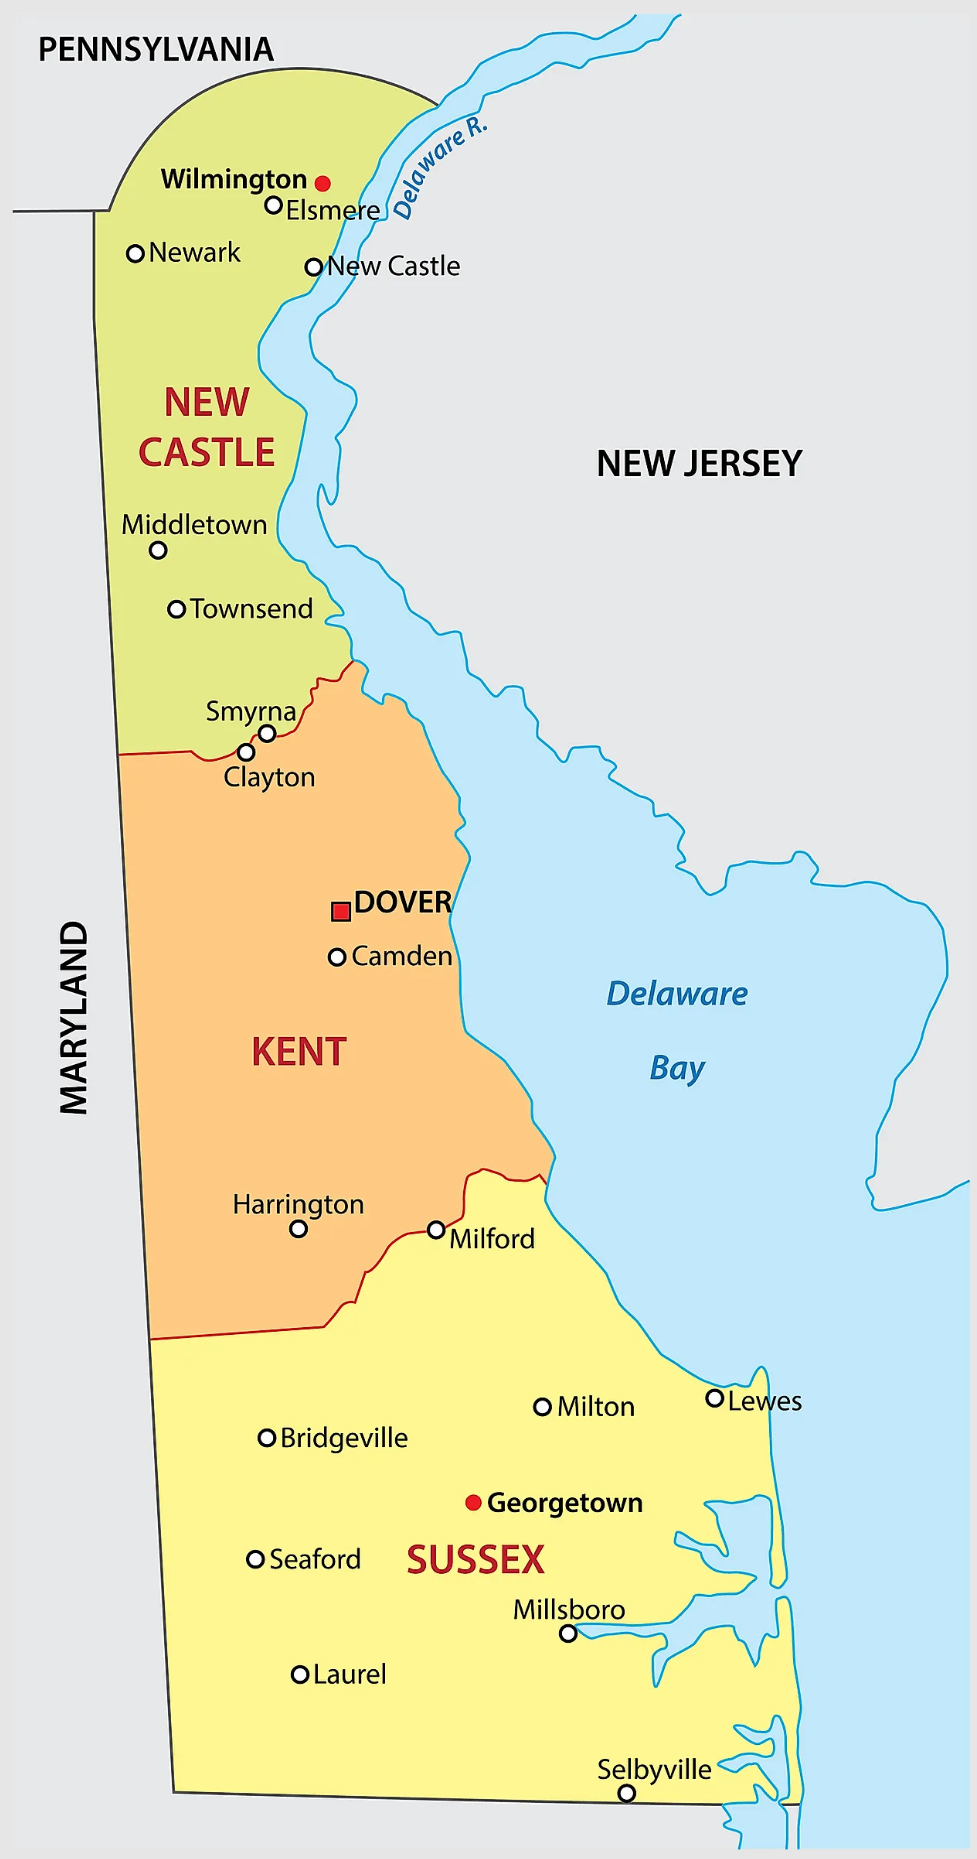 PENNSYLVANIA
Delaware R.
Wilmington
Elsmere
Newark
New Castle
NEW
CASTLE
NEW JERSEY
Middletown
Townsend
Smyrna
Clayton
DOVER
Camden
MARYLAND
Delaware
Bay
KENT
Harrington
Milford
Lewes
Milton
Bridgeville
Georgetown
Seaford
SUSSEX
Millsboro
Laurel
Selbyville